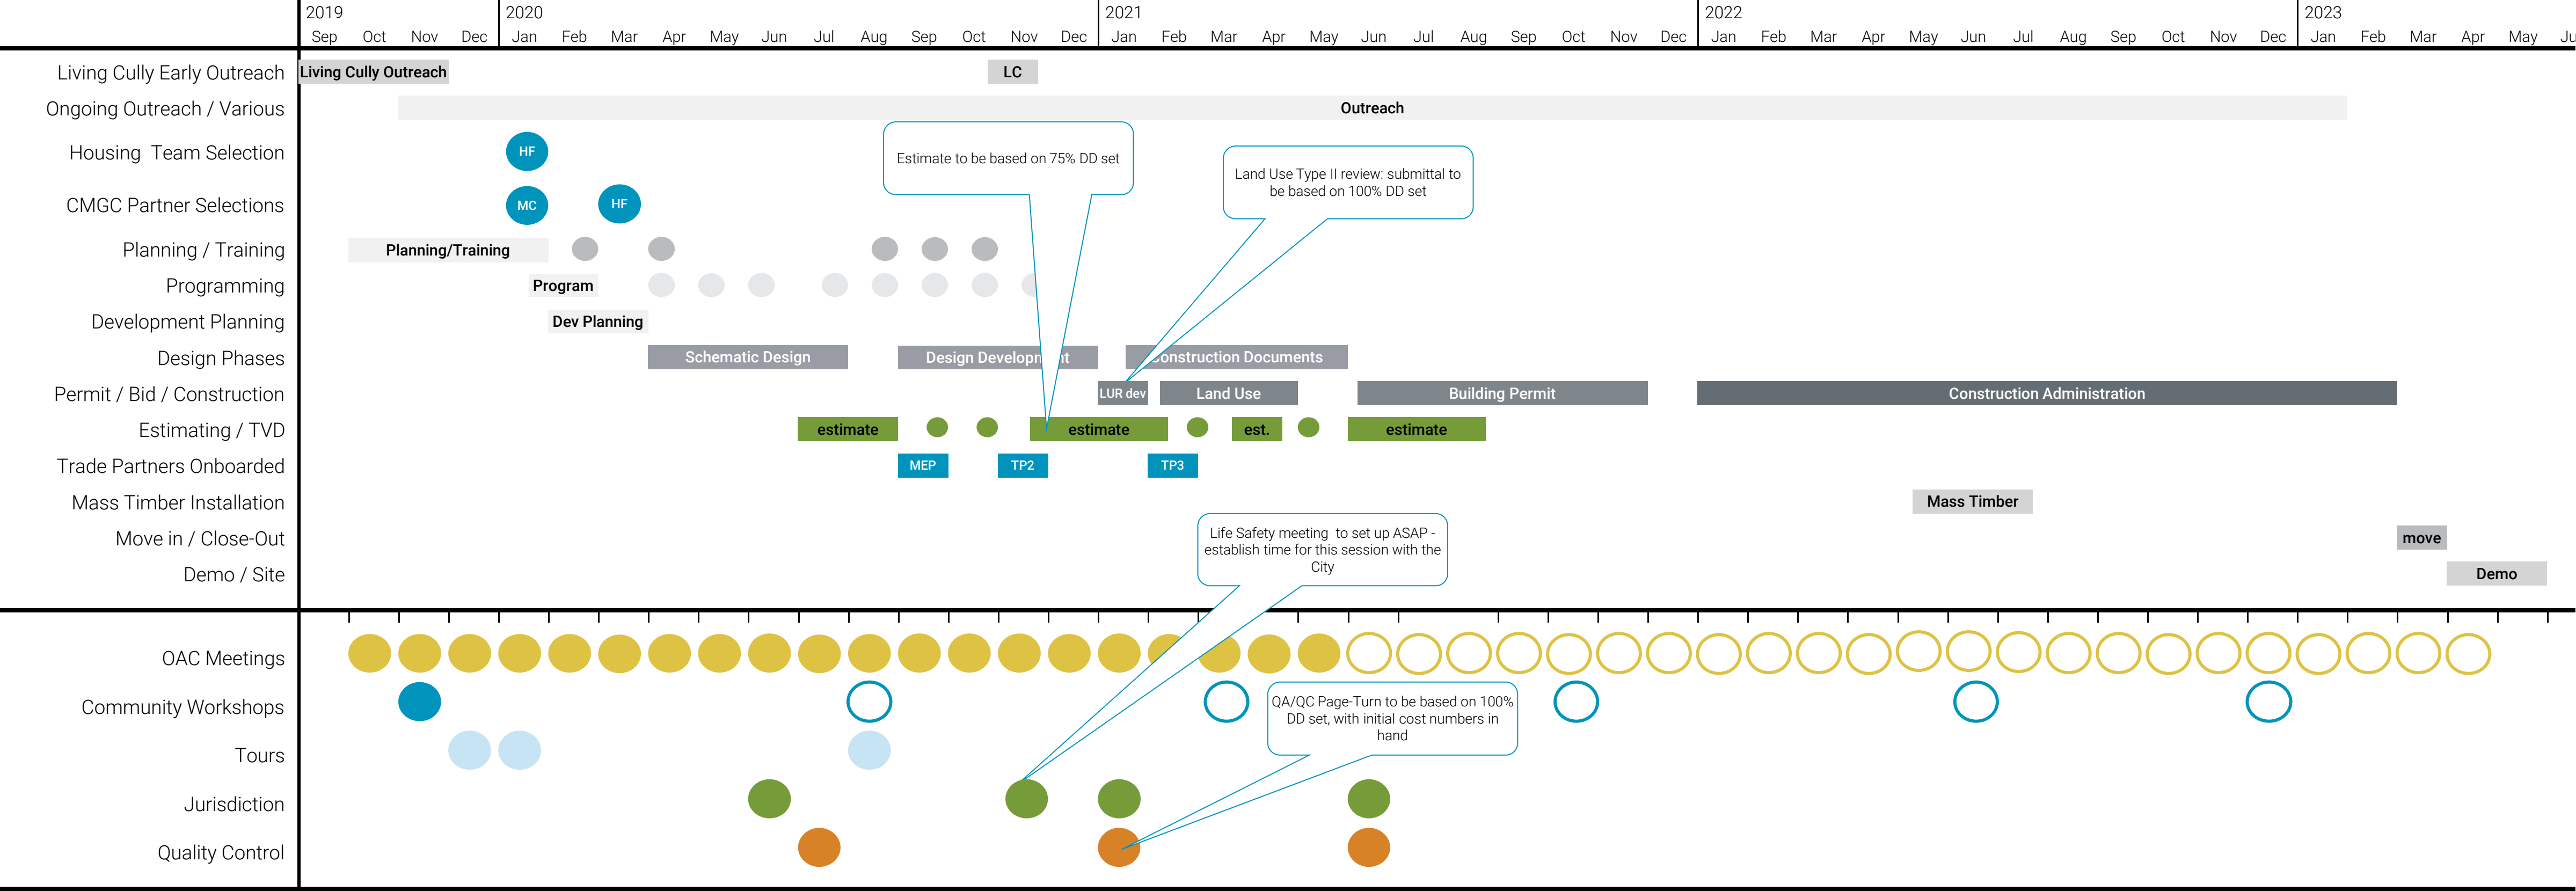 2019 2020 2021 2022 2023
Sep Oct Nov Dec Jan Feb Mar Apr May Jun Jul Aug Sep Oct Nov Dec Jan Feb Mar Apr May Jun Jul Aug Sep Oct Nov Dec Jan Feb Mar Apr May Jun Jul Aug Sep Oct Nov Dec Jan Feb Mar Apr May Ju
Living Cully Early Outreach Living Cully Outreach LC
Ongoing Outreach / Various Outreach
Housing Team Selection HF
Estimate to be based on 75% DD set
Land Use Type II review: submittal to
be based on 100% DD set
CMGC Partner Selections MC HF
Planning / Training Planning/Training
Programming Program
Development Planning Dev Planning
Design Phases Schematic Design Design Developm t onstruction Documents
Permit / Bid / Construction LUR dev Land Use Building Permit Construction Administration
Estimating / TVD estimate estimate est. estimate
Trade Partners Onboarded MEP TP2 TP3
Mass Timber Installation Mass Timber
Move in / Close-Out move
Demo / Site Demo
Life Safety meeting to set up ASAP -
establish time for this session with the
City
OAC Meetings
Community Workshops
QA/QC Page-Turn to be based on 100%
DD set, with initial cost numbers in
hand
Tours
Jurisdiction
Quality Control